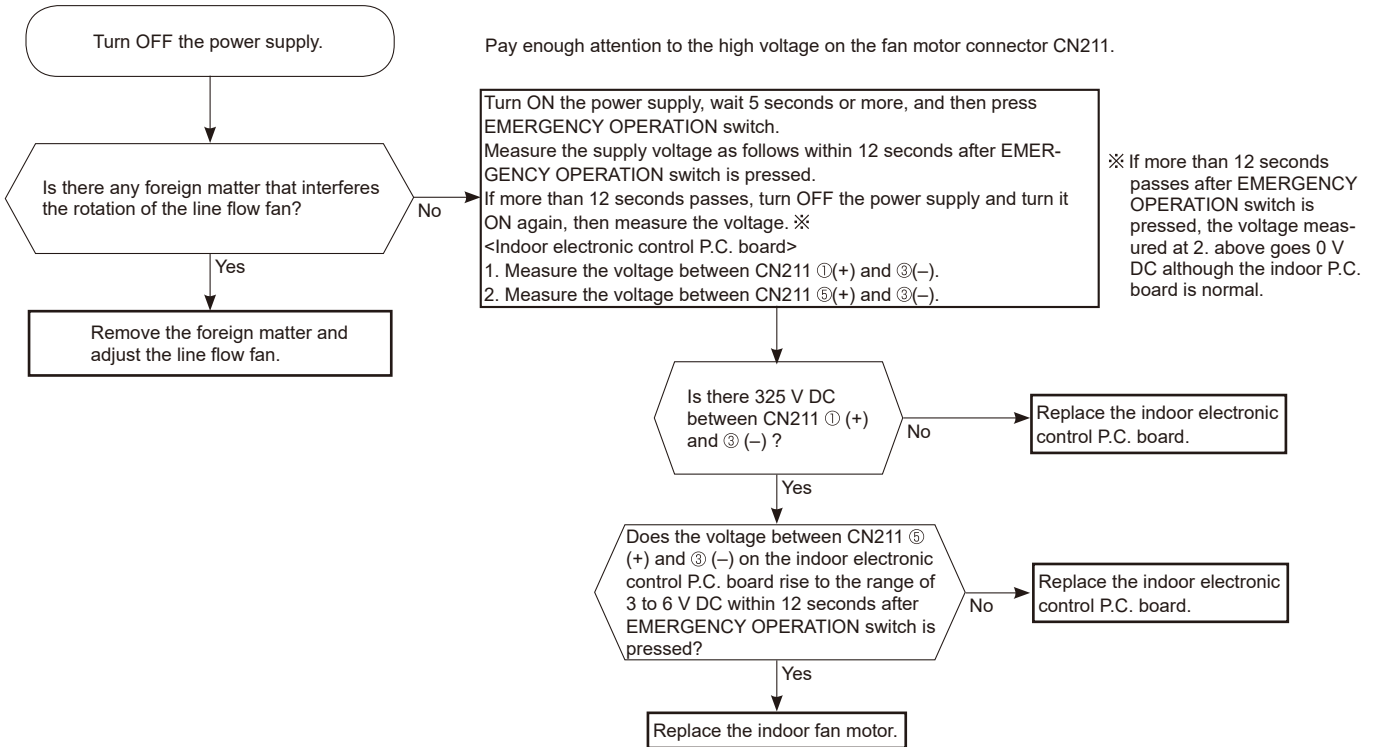 Turn OFF the power supply.
Pay enough attention to the high voltage on the fan motor connector CN211.
Is there any foreign matter that interferes
the rotation of the line flow fan?
No
Yes
Remove the foreign matter and
adjust the line flow fan.
Turn ON the power supply, wait 5 seconds or more, and then press
EMERGENCY OPERATION switch.
Measure the supply voltage as follows within 12 seconds after EMER-
GENCY OPERATION switch is pressed.
If more than 12 seconds passes, turn OFF the power supply and turn it
ON again, then measure the voltage. ※
<Indoor electronic control P.C. board>
1. Measure the voltage between CN211 ①(+) and ③(–).
2. Measure the voltage between CN211 ⑤(+) and ③(–).
※ If more than 12 seconds
passes after EMERGENCY
OPERATION switch is
pressed, the voltage meas-
ured at 2. above goes 0 V
DC although the indoor P.C.
board is normal.
Is there 325 V DC
between CN211 ① (+)
and ③ (–) ?
No
Replace the indoor electronic
control P.C. board.
Yes
Does the voltage between CN211 ⑤
(+) and ③ (–) on the indoor electronic
control P.C. board rise to the range of
3 to 6 V DC within 12 seconds after
EMERGENCY OPERATION switch is
pressed?
No
Replace the indoor electronic
control P.C. board.
Yes
Replace the indoor fan motor.